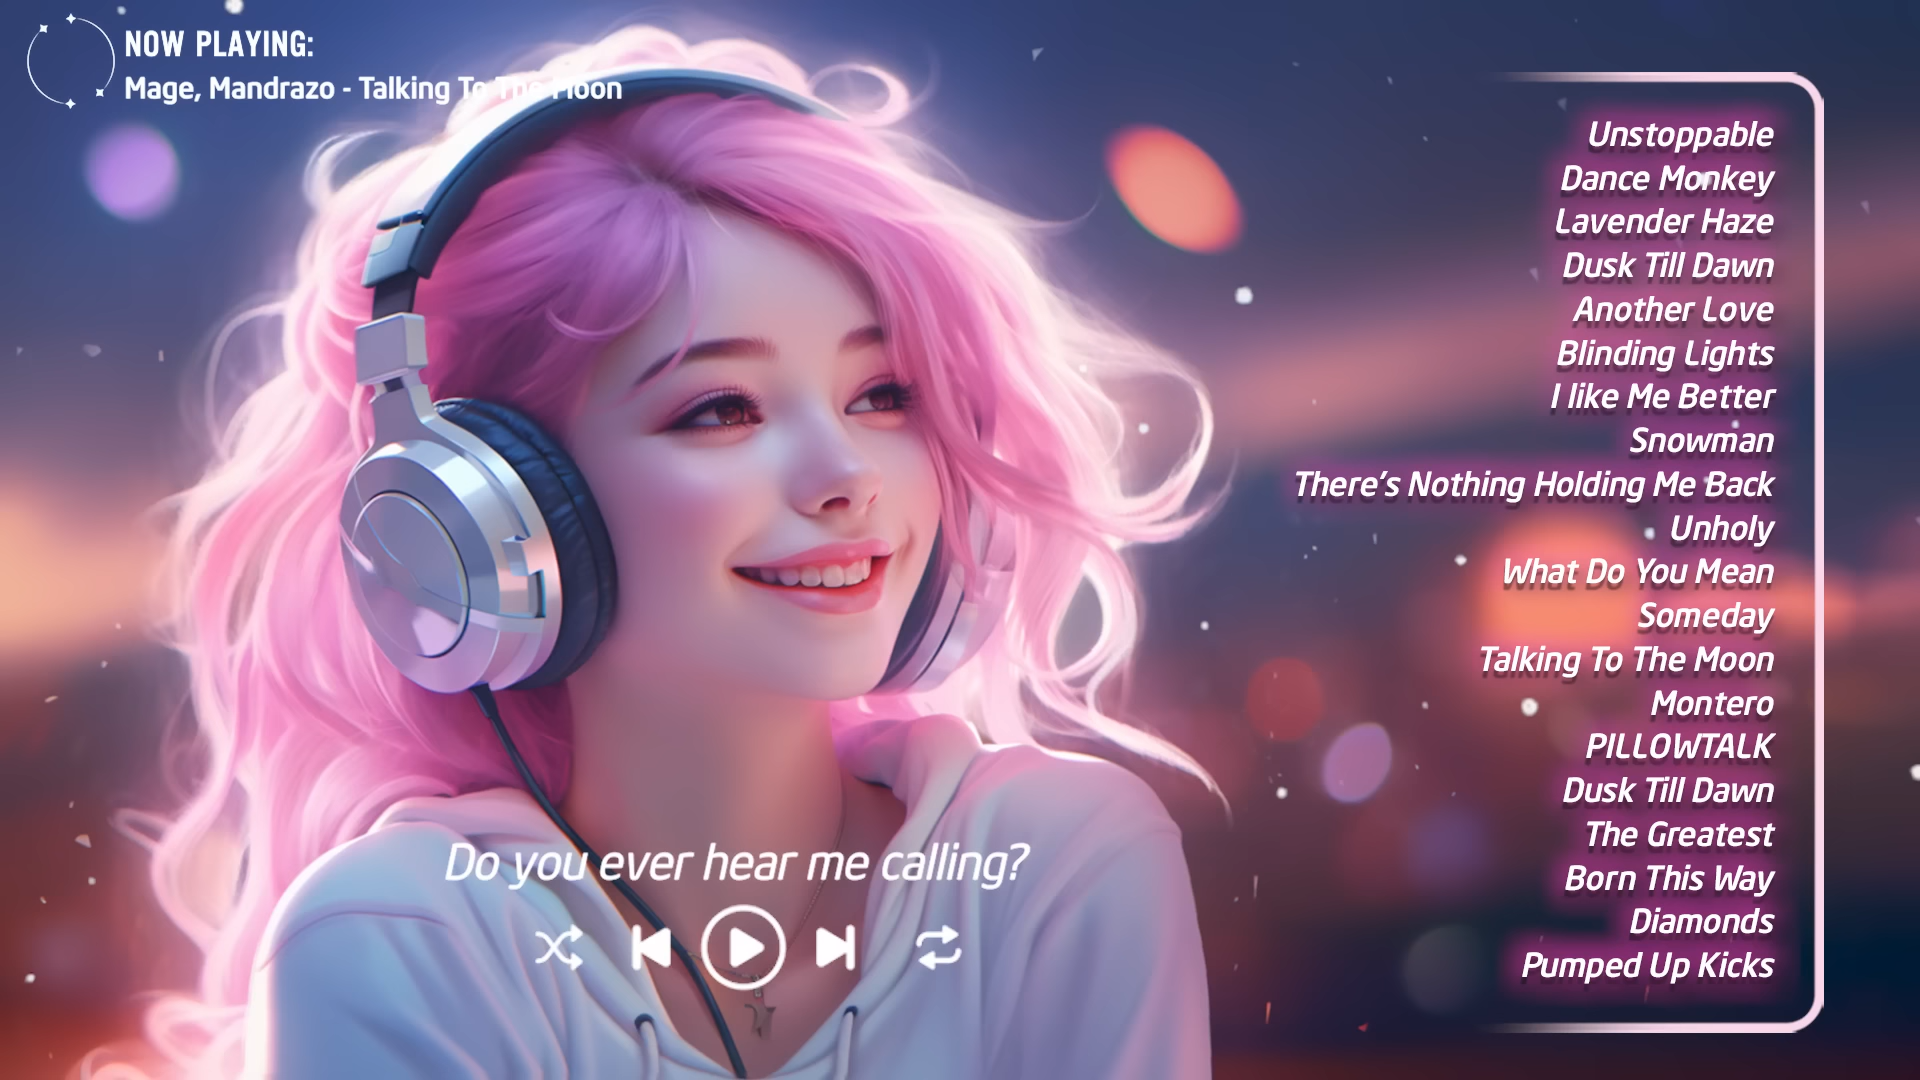 NOW PLAYING:
Mage, Mandrazo - Talking To The Moon
Unstoppable
Dance Monkey
Lavender Haze
Dusk Till Dawn
Another Love
Blinding Lights
I like Me Better
Snowman
There's Nothing Holding Me Back
Unholy
What Do You Mean
Someday
Talking To The Moon
Montero
PILLOWTALK
Dusk Till Dawn
The Greatest
Born This Way
Diamonds
Pumped Up Kicks
Do you ever hear me calling?